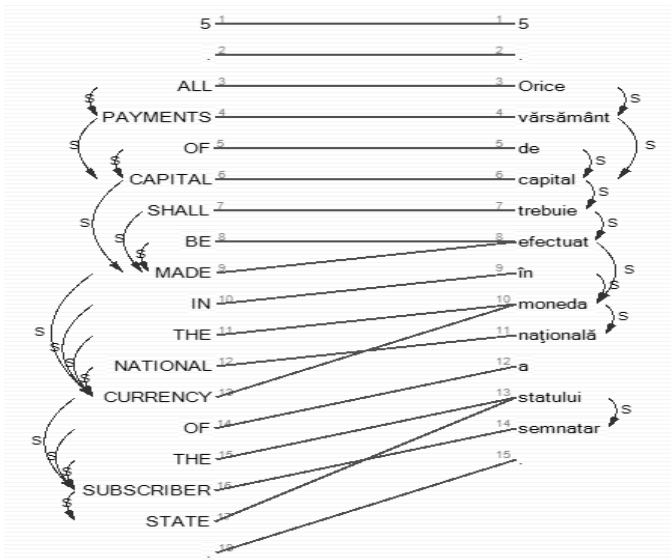 5 1 1 5
. 2 2 .
ALL 3 3 Orice
S S
PAYMENTS 4 4 vărsământ
S S
OF 5 5 de
S S
CAPITAL 6 6 capital
S
SHALL 7 7 trebuie
S S S
BE 8 8 efectuat
S
MADE 9 9 în
S S
IN 10 10 moneda
S S
THE 11 11 naţională
S S
NATIONAL 12 12 a
S
CURRENCY 13 13 statului
S
OF 14 14 semnatar
S S
THE 15 15 .
S
SUBSCRIBER 16
S
STATE 17
. 18